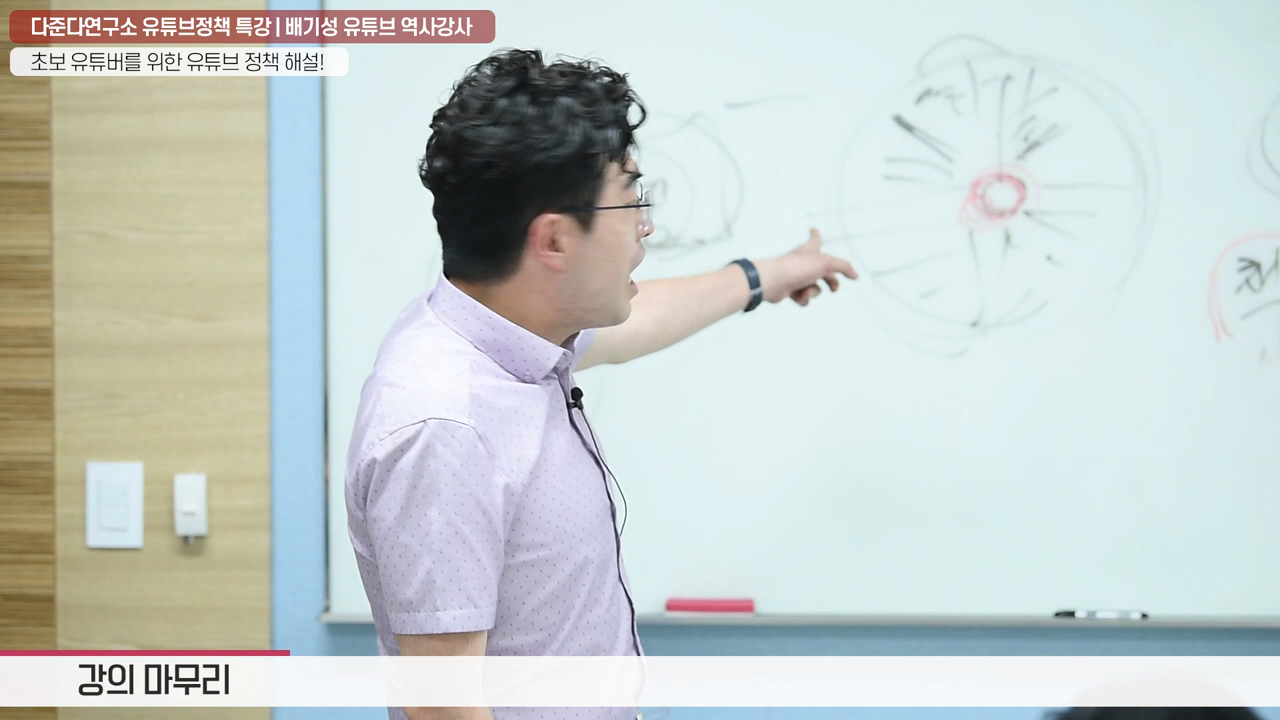 다준다연구소 유튜브정책 특강 | 배기성 유튜브 역사강사
초보 유튜버를 위한 유튜브 정책 해설!
강의 마무리